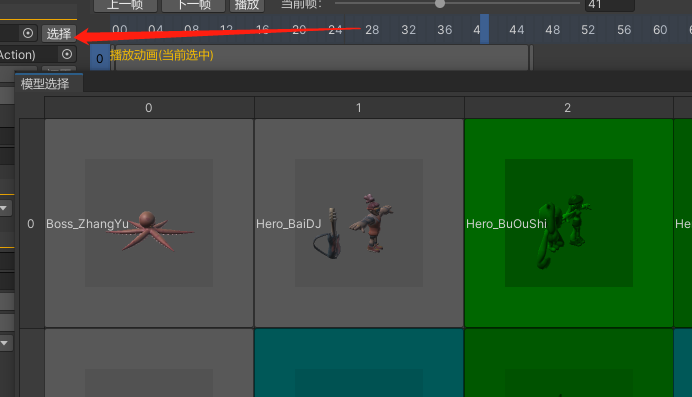 上一帧 下一帧 播放 当前帧: 41
选择 00 04 08 12 16 20 24 28 32 36 40 4 48 52 56 60
Action) 0 播放动画(当前选中)
模型选择
0 1 2
0 Boss_ZhangYu Hero_BaiDJ Hero_BuOuShi He